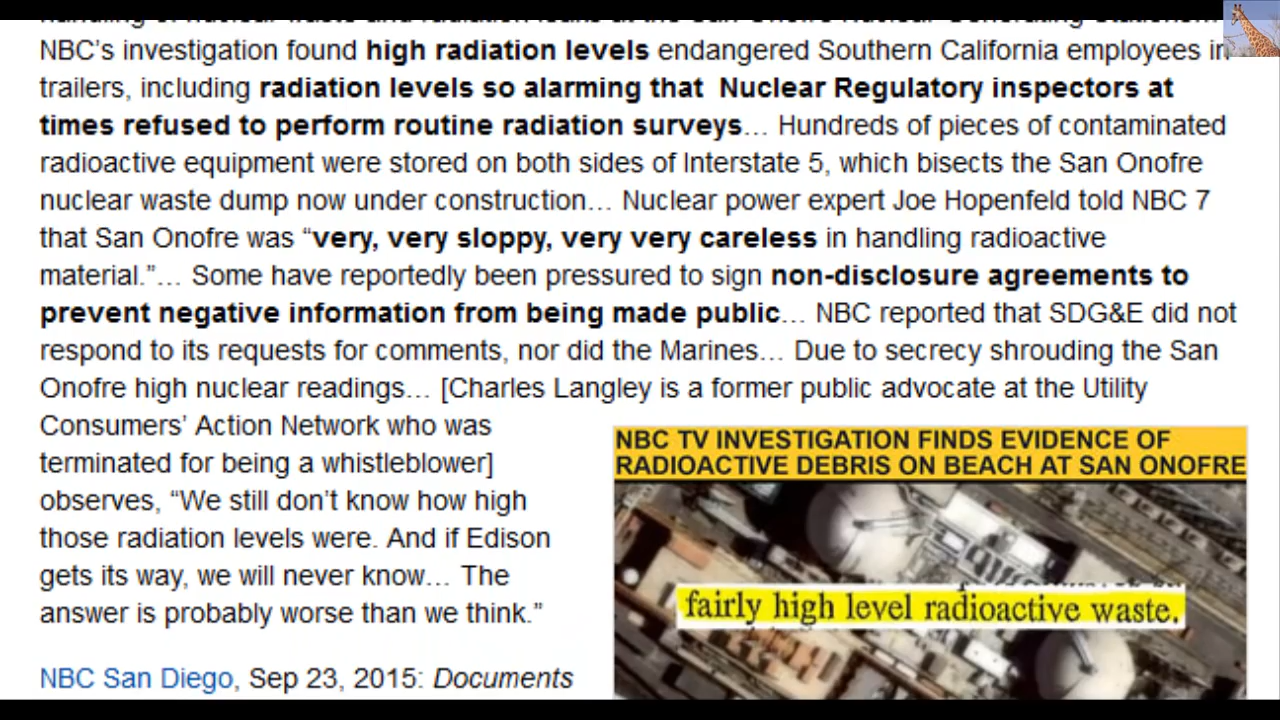 NBC's investigation found high radiation levels endangered Southern California employees in
trailers, including radiation levels so alarming that Nuclear Regulatory inspectors at
times refused to perform routine radiation surveys… Hundreds of pieces of contaminated
radioactive equipment were stored on both sides of Interstate 5, which bisects the San Onofre
nuclear waste dump now under construction… Nuclear power expert Joe Hopenfeld told NBC 7
that San Onofre was “very, very sloppy, very very careless in handling radioactive
material.”… Some have reportedly been pressured to sign non-disclosure agreements to
prevent negative information from being made public… NBC reported that SDG&E did not
respond to its requests for comments, nor did the Marines… Due to secrecy shrouding the San
Onofre high nuclear readings… [Charles Langley is a former public advocate at the Utility
Consumers’ Action Network who was
terminated for being a whistleblower]
observes, “We still don’t know how high
those radiation levels were. And if Edison
gets its way, we will never know… The
answer is probably worse than we think.”
NBC San Diego, Sep 23, 2015: Documents
NBC TV INVESTIGATION FINDS EVIDENCE OF
RADIOACTIVE DEBRIS ON BEACH AT SAN ONOFRE
fairly high level radioactive waste.